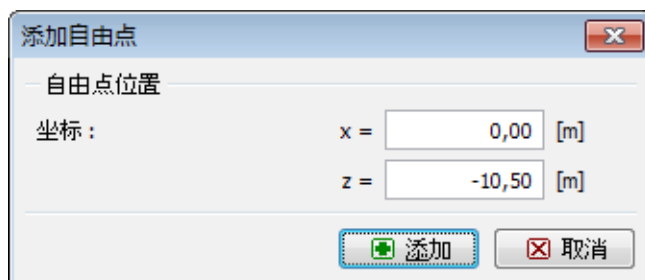 添加自由点
自由点位置
坐标 : x = 0,00 [m]
z = -10,50 [m]
添加 取消